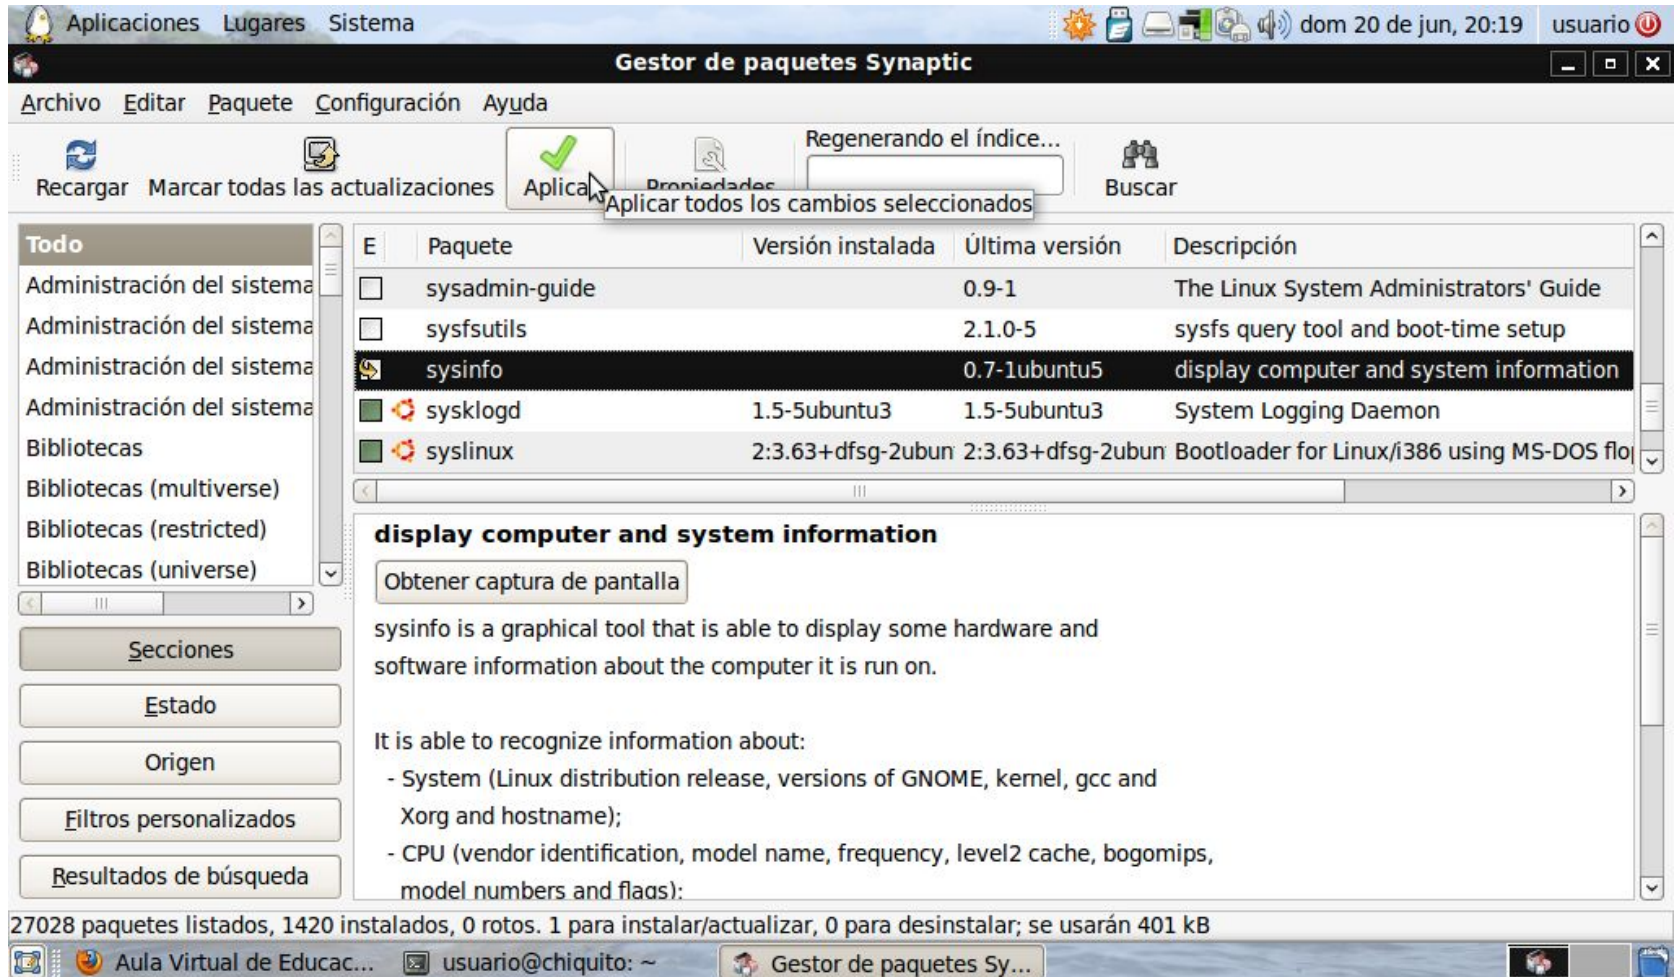 Aplicaciones Lugares Sistema dom 20 de jun, 20:19 usuario
Gestor de paquetes Synaptic
Archivo Editar Paquete Configuración Ayuda
Regenerando el índice...
Recargar Marcar todas las actualizaciones Aplicar Propiedades Buscar
Aplicar todos los cambios seleccionados
Todo
Administración del sistema
Administración del sistema
Administración del sistema
Administración del sistema
Bibliotecas
Bibliotecas (multiverse)
Bibliotecas (restricted)
Bibliotecas (universe)
Secciones
Estado
Origen
Filtros personalizados
Resultados de búsqueda
E Paquete Versión instalada Última versión Descripción
sysadmin-guide 0.9-1 The Linux System Administrators' Guide
sysfsutils 2.1.0-5 sysfs query tool and boot-time setup
sysinfo 0.7-1ubuntu5 display computer and system information
sysklogd 1.5-5ubuntu3 1.5-5ubuntu3 System Logging Daemon
syslinux 2:3.63+dfsg-2ubun 2:3.63+dfsg-2ubun Bootloader for Linux/i386 using MS-DOS flo
display computer and system information
Obtener captura de pantalla
sysinfo is a graphical tool that is able to display some hardware and
software information about the computer it is run on.
It is able to recognize information about:
- System (Linux distribution release, versions of GNOME, kernel, gcc and
Xorg and hostname);
- CPU (vendor identification, model name, frequency, level2 cache, bogomips,
model numbers and flags);
27028 paquetes listados, 1420 instalados, 0 rotos. 1 para instalar/actualizar, 0 para desinstalar; se usarán 401 kB
Aula Virtual de Educac... usuario@chiquito: ~ Gestor de paquetes Sy...